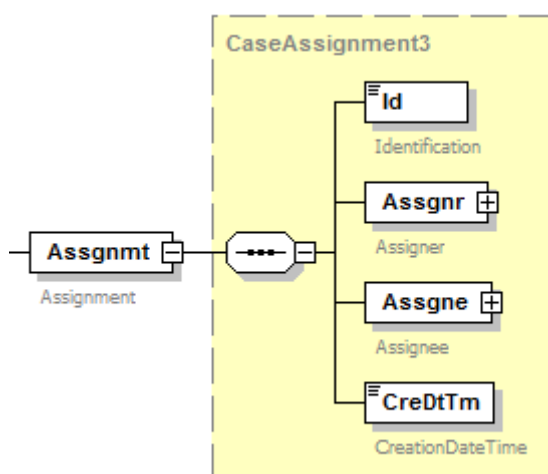 CaseAssignment3
Id
Identification
Assgnr
Assigner
Assgnmt
Assignment
Assgne
Assignee
CreDtTm
CreationDateTime